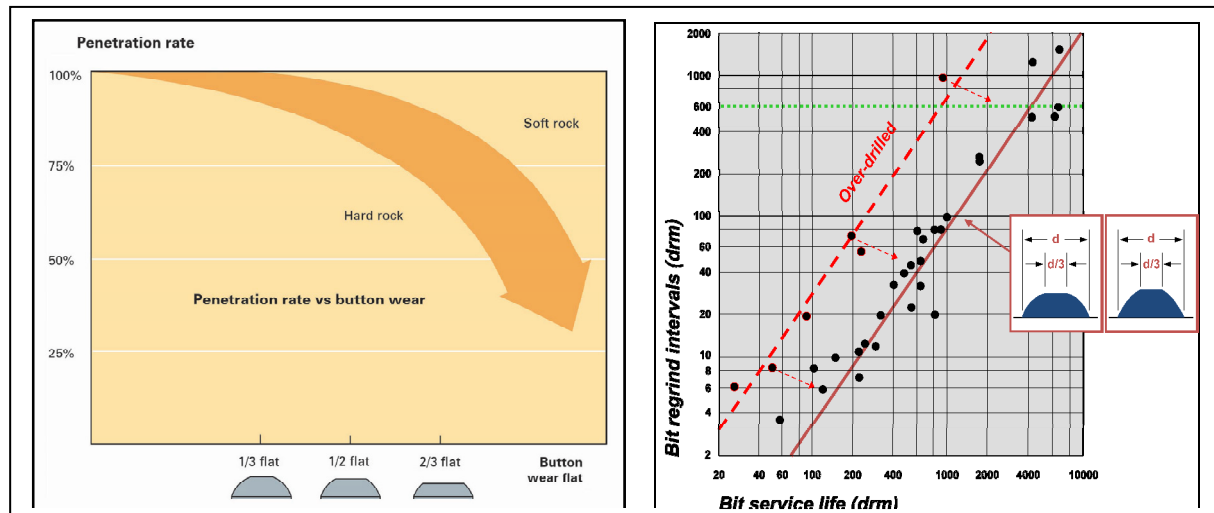 Penetration rate
100%
75%
50%
25%
Soft rock
Hard rock
Penetration rate vs button wear
1/3 flat
1/2 flat
2/3 flat
Button
wear flat
Bit regrind intervals (drm)
2000
1000
600
400
200
100
60
40
20
10
8
6
4
2
Over-drilled
d
d/3
d
d/3
20
40
60
100
200
400
1000
2000
4000
10000
Bit service life (drm)